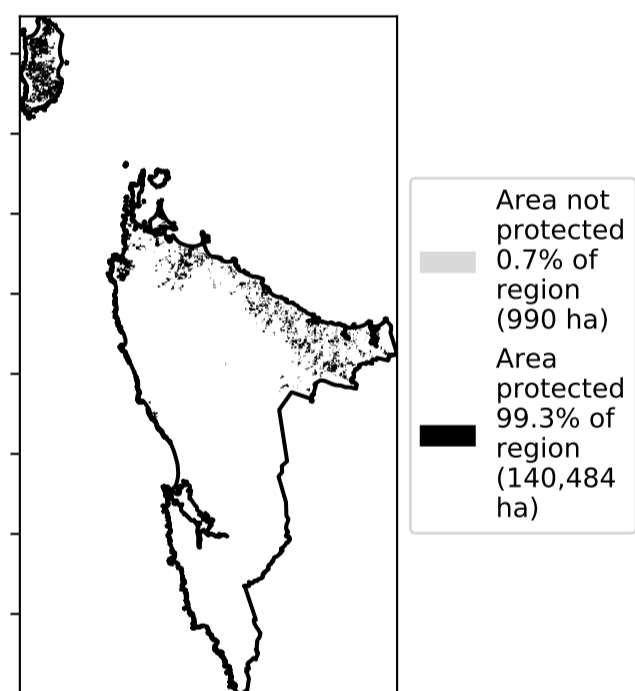 Area not
protected
0.7% of
region
(990 ha)
Area
protected
99.3% of
region
(140,484
ha)